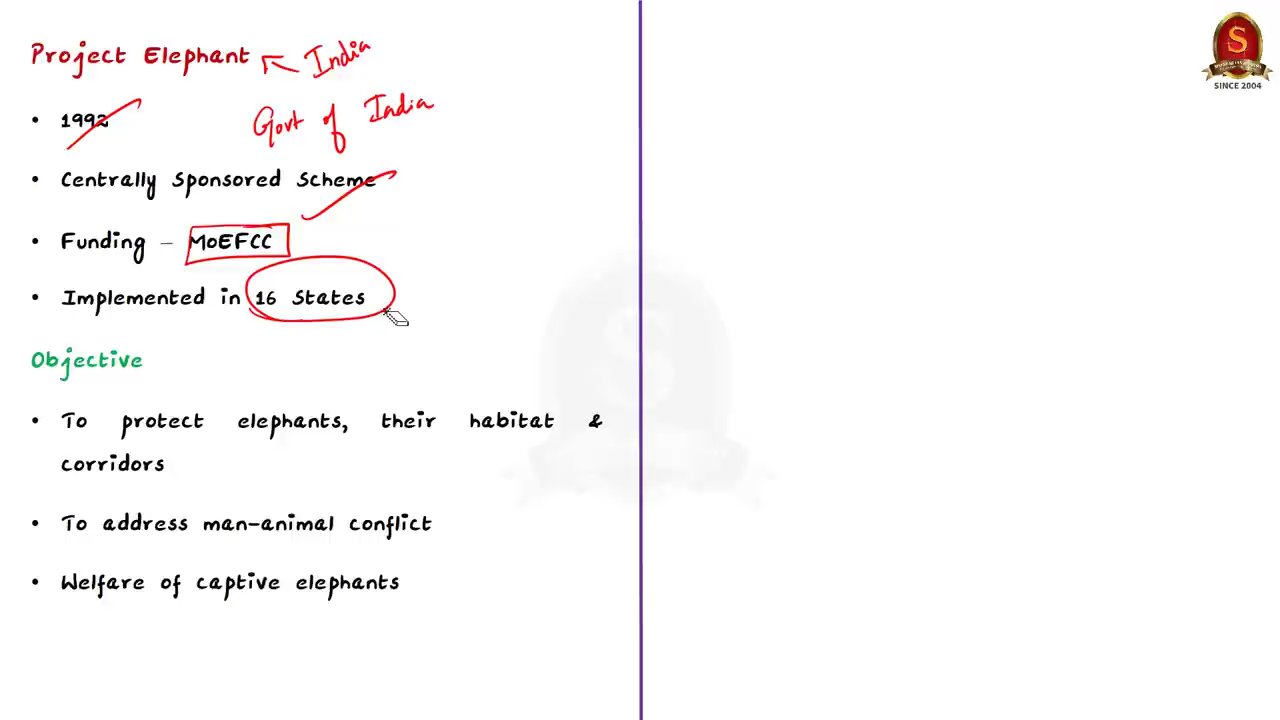 Project Elephant India
• 1992
Govt of India
• Centrally Sponsored Scheme
• Funding – MoEFCC
• Implemented in 16 States
Objective
• To protect elephants, their habitat &
corridors
• To address man-animal conflict
• Welfare of captive elephants
S
SINCE 2004